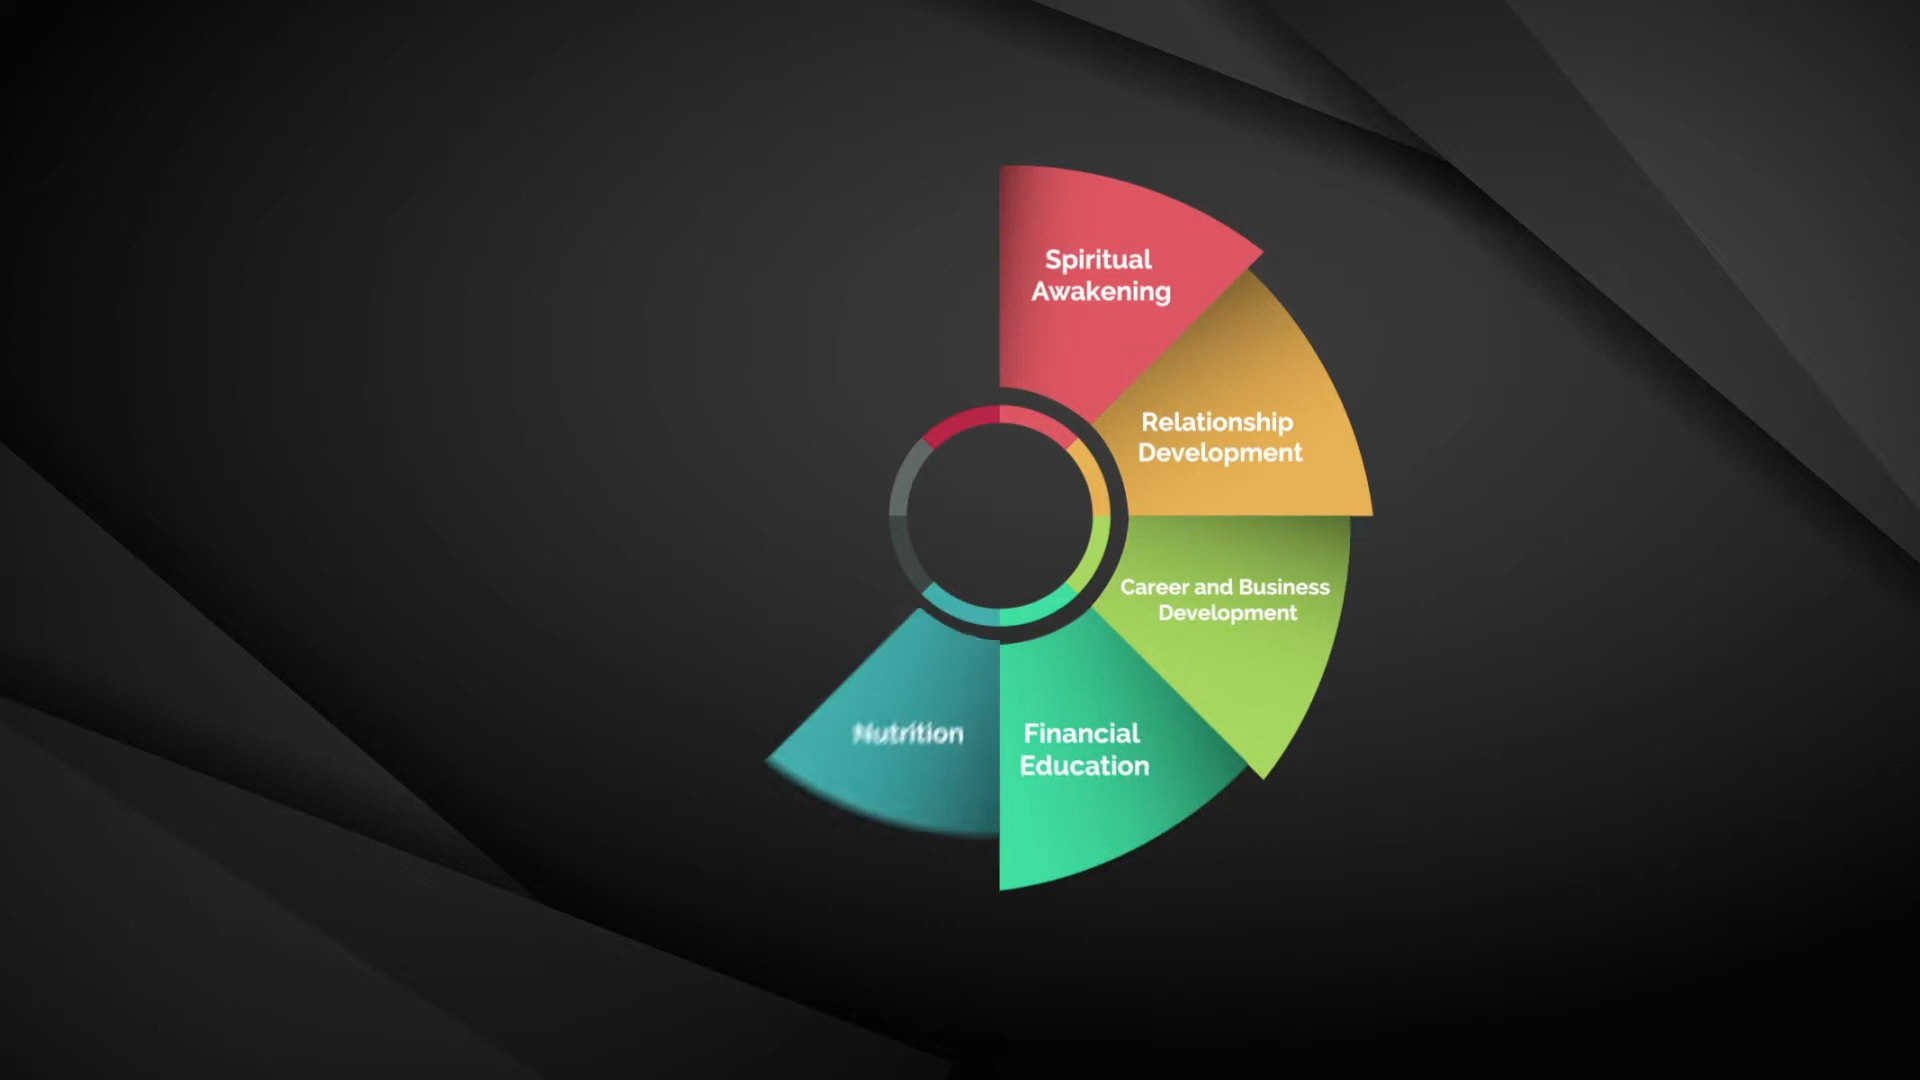 Spiritual
Awakening
Relationship
Development
Career and Business
Development
Financial
Education
Nutrition